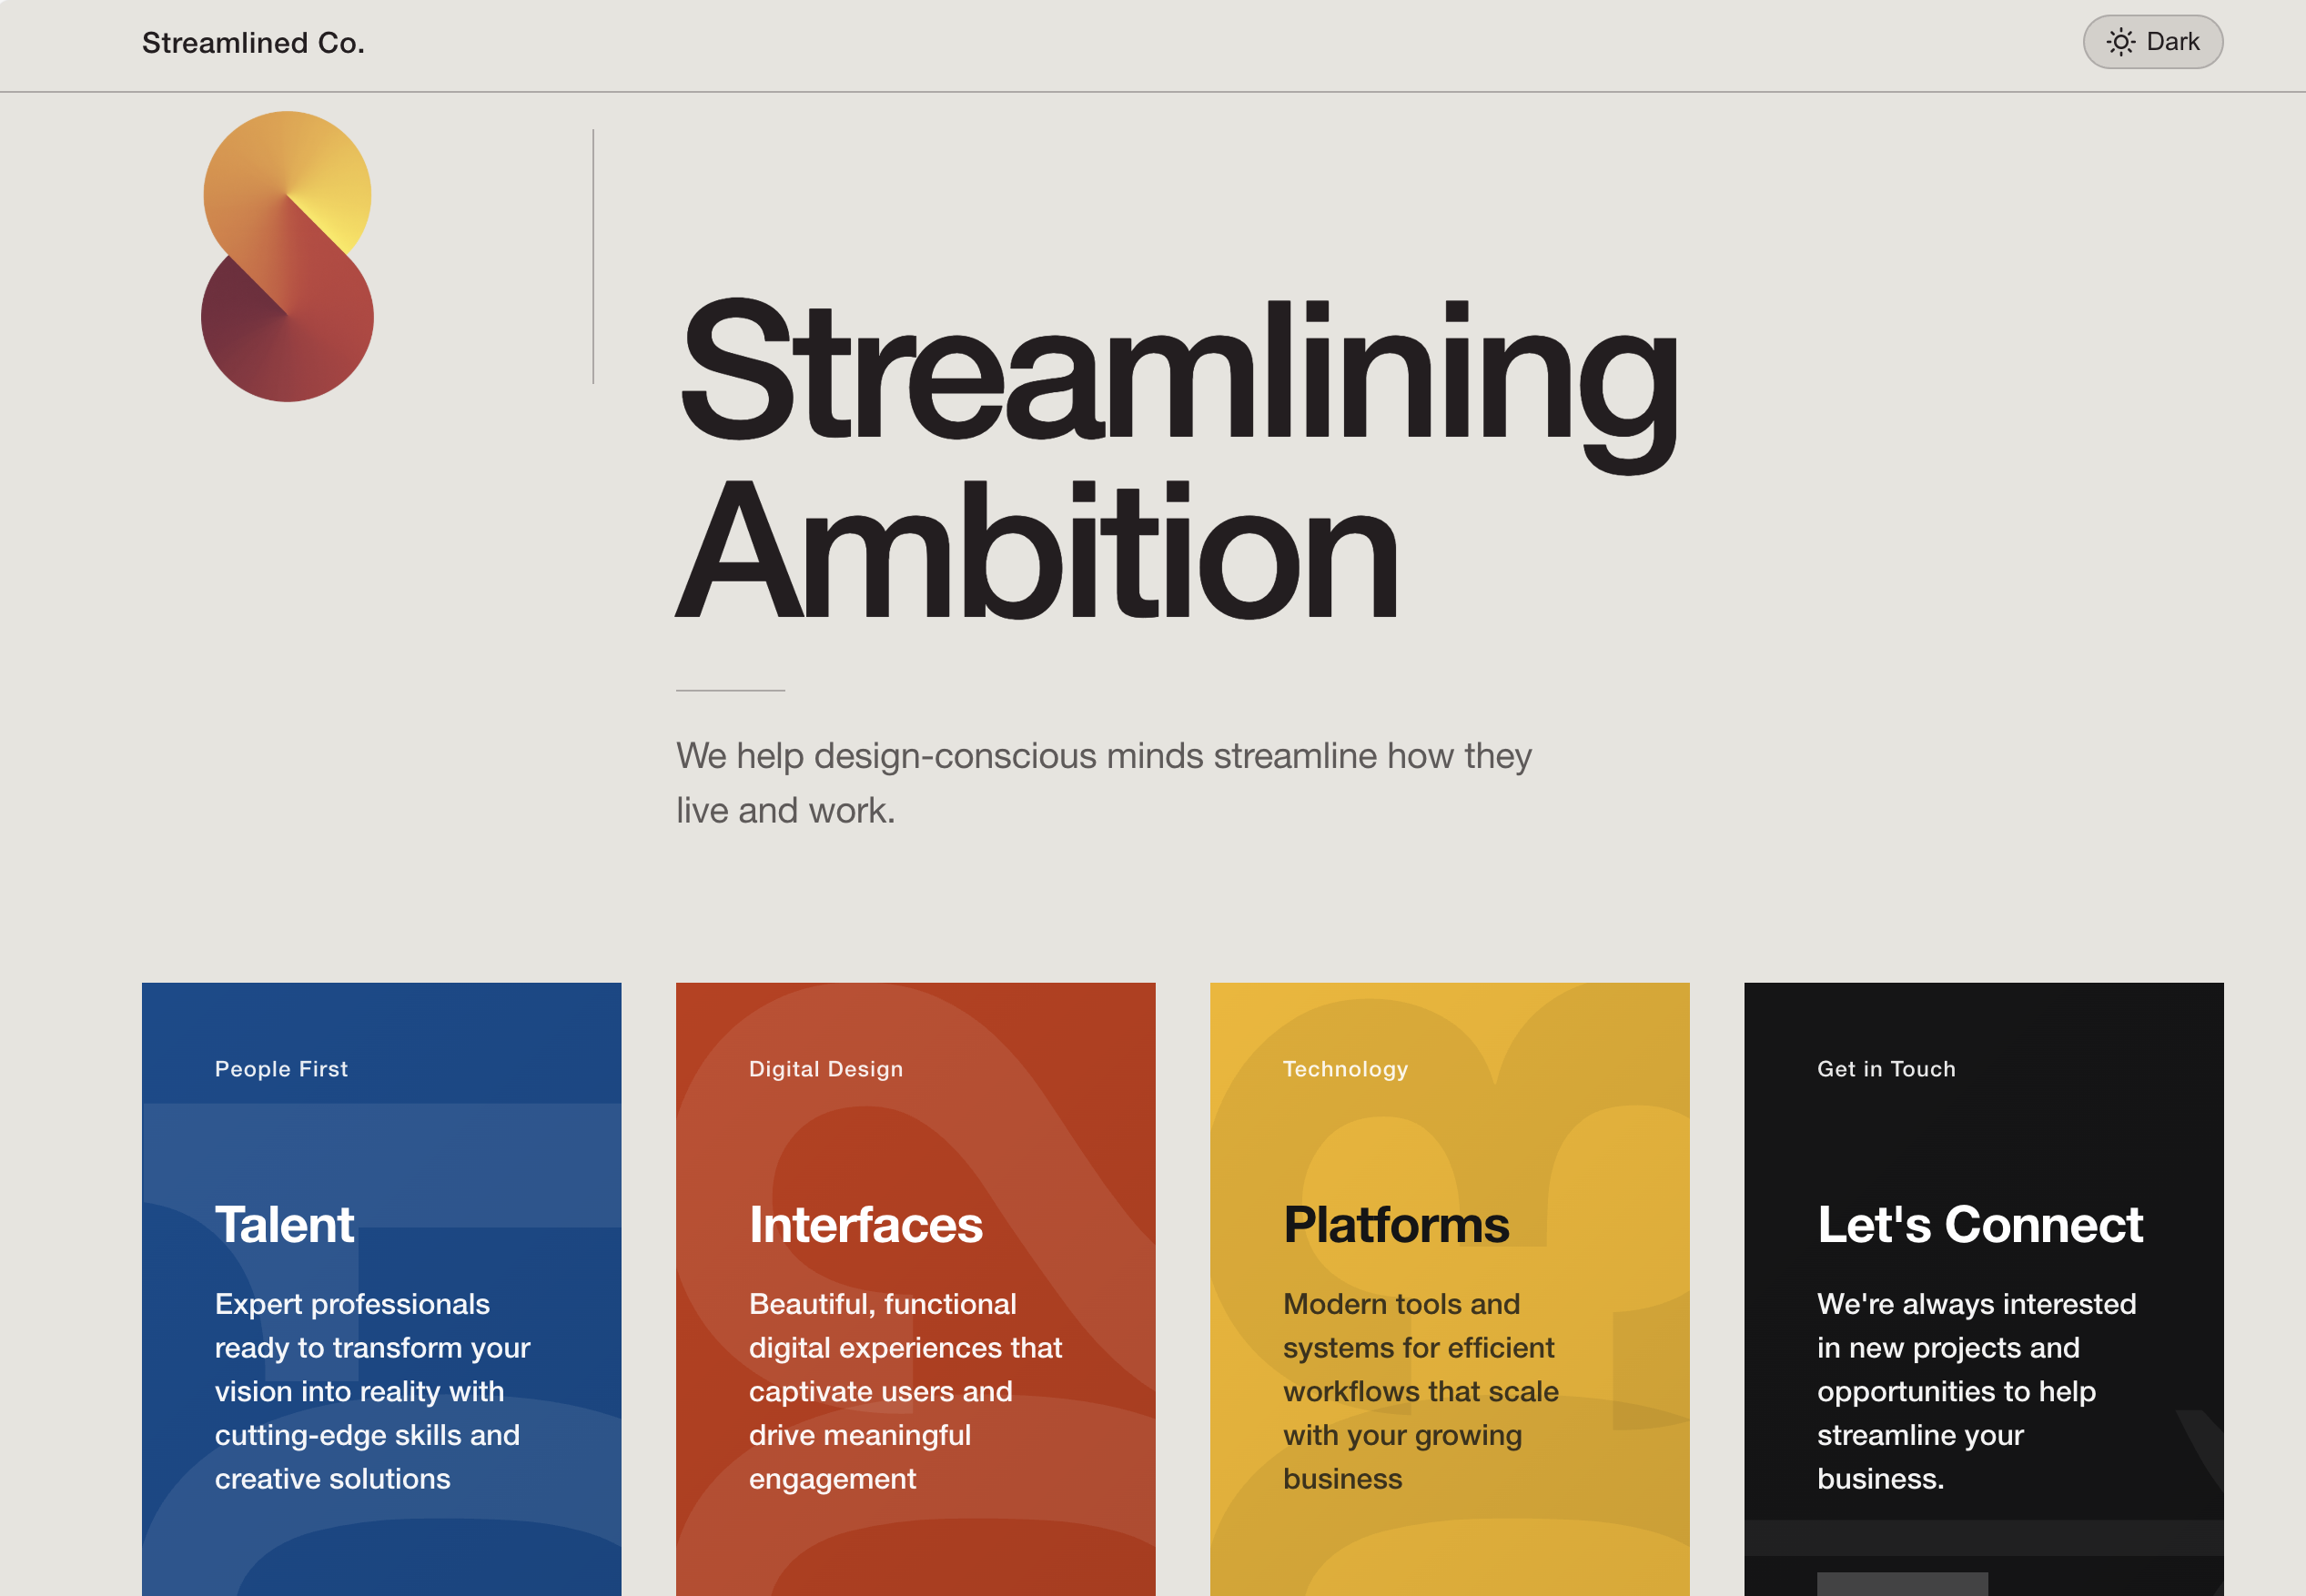 Streamlined Co.
Dark
Streamlining
Ambition
We help design-conscious minds streamline how they
live and work.
People First
Talent
Expert professionals
ready to transform your
vision into reality with
cutting-edge skills and
creative solutions
Digital Design
Interfaces
Beautiful, functional
digital experiences that
captivate users and
drive meaningful
engagement
Technology
Platforms
Modern tools and
systems for efficient
workflows that scale
with your growing
business
Get in Touch
Let's Connect
We're always interested
in new projects and
opportunities to help
streamline your
business.